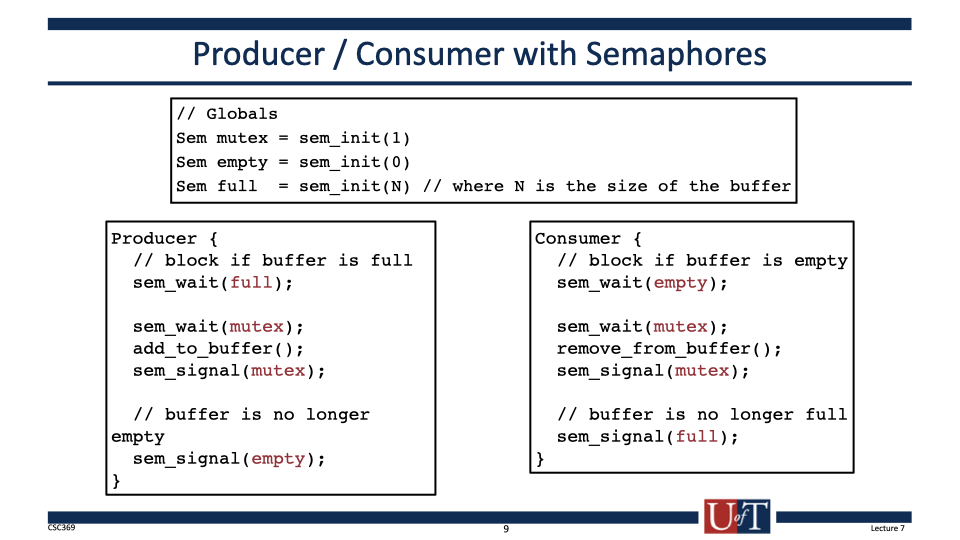 Producer / Consumer with Semaphores
// Globals
Sem mutex = sem_init(1)
Sem empty = sem_init(0)
Sem full  = sem_init(N) // where N is the size of the buffer
Producer {
  // block if buffer is full
  sem_wait(full);
  sem_wait(mutex);
  add_to_buffer();
  sem_signal(mutex);
  // buffer is no longer
empty
  sem_signal(empty);
}
Consumer {
  // block if buffer is empty
  sem_wait(empty);
  sem_wait(mutex);
  remove_from_buffer();
  sem_signal(mutex);
  // buffer is no longer full
  sem_signal(full);
}
CSC369
9
U of T
Lecture 7